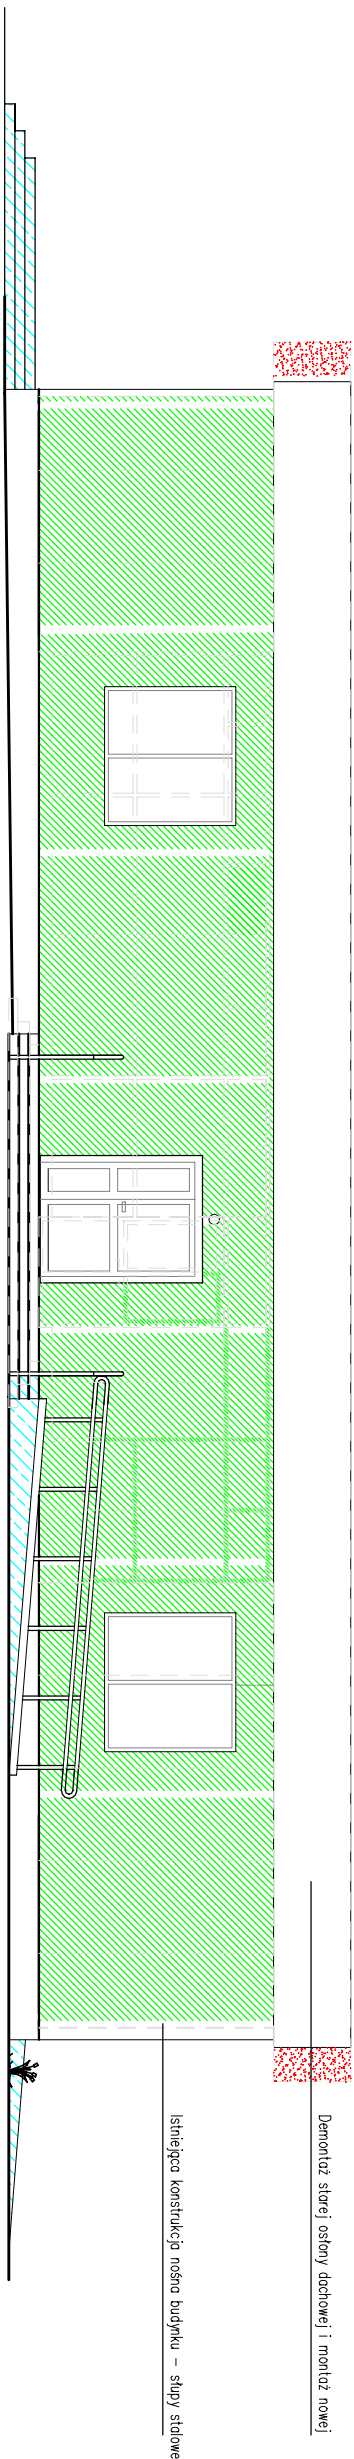 Demontaż starej osłony dachowej i montaż nowej
Istniejąca konstrukcja nośna budynku – słupy stalowe